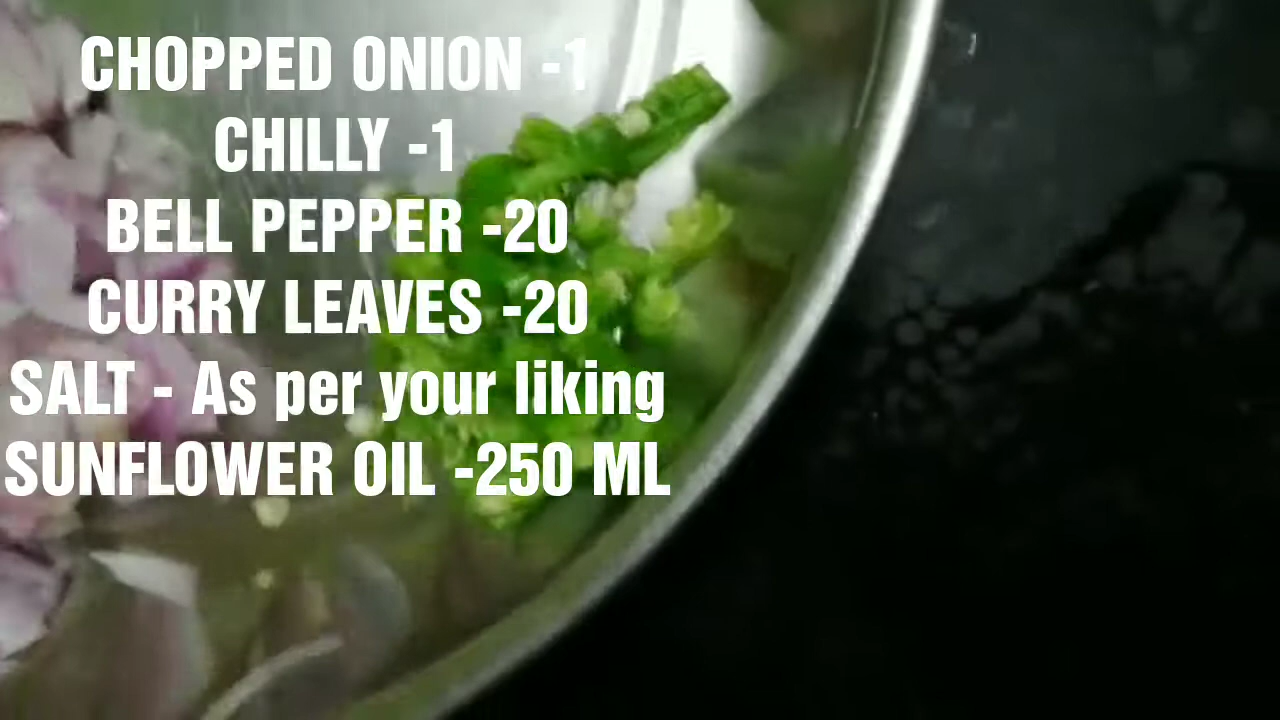 CHOPPED ONION -1
CHILLY -1
BELL PEPPER -20
CURRY LEAVES -20
SALT - As per your liking
SUNFLOWER OIL -250 ML